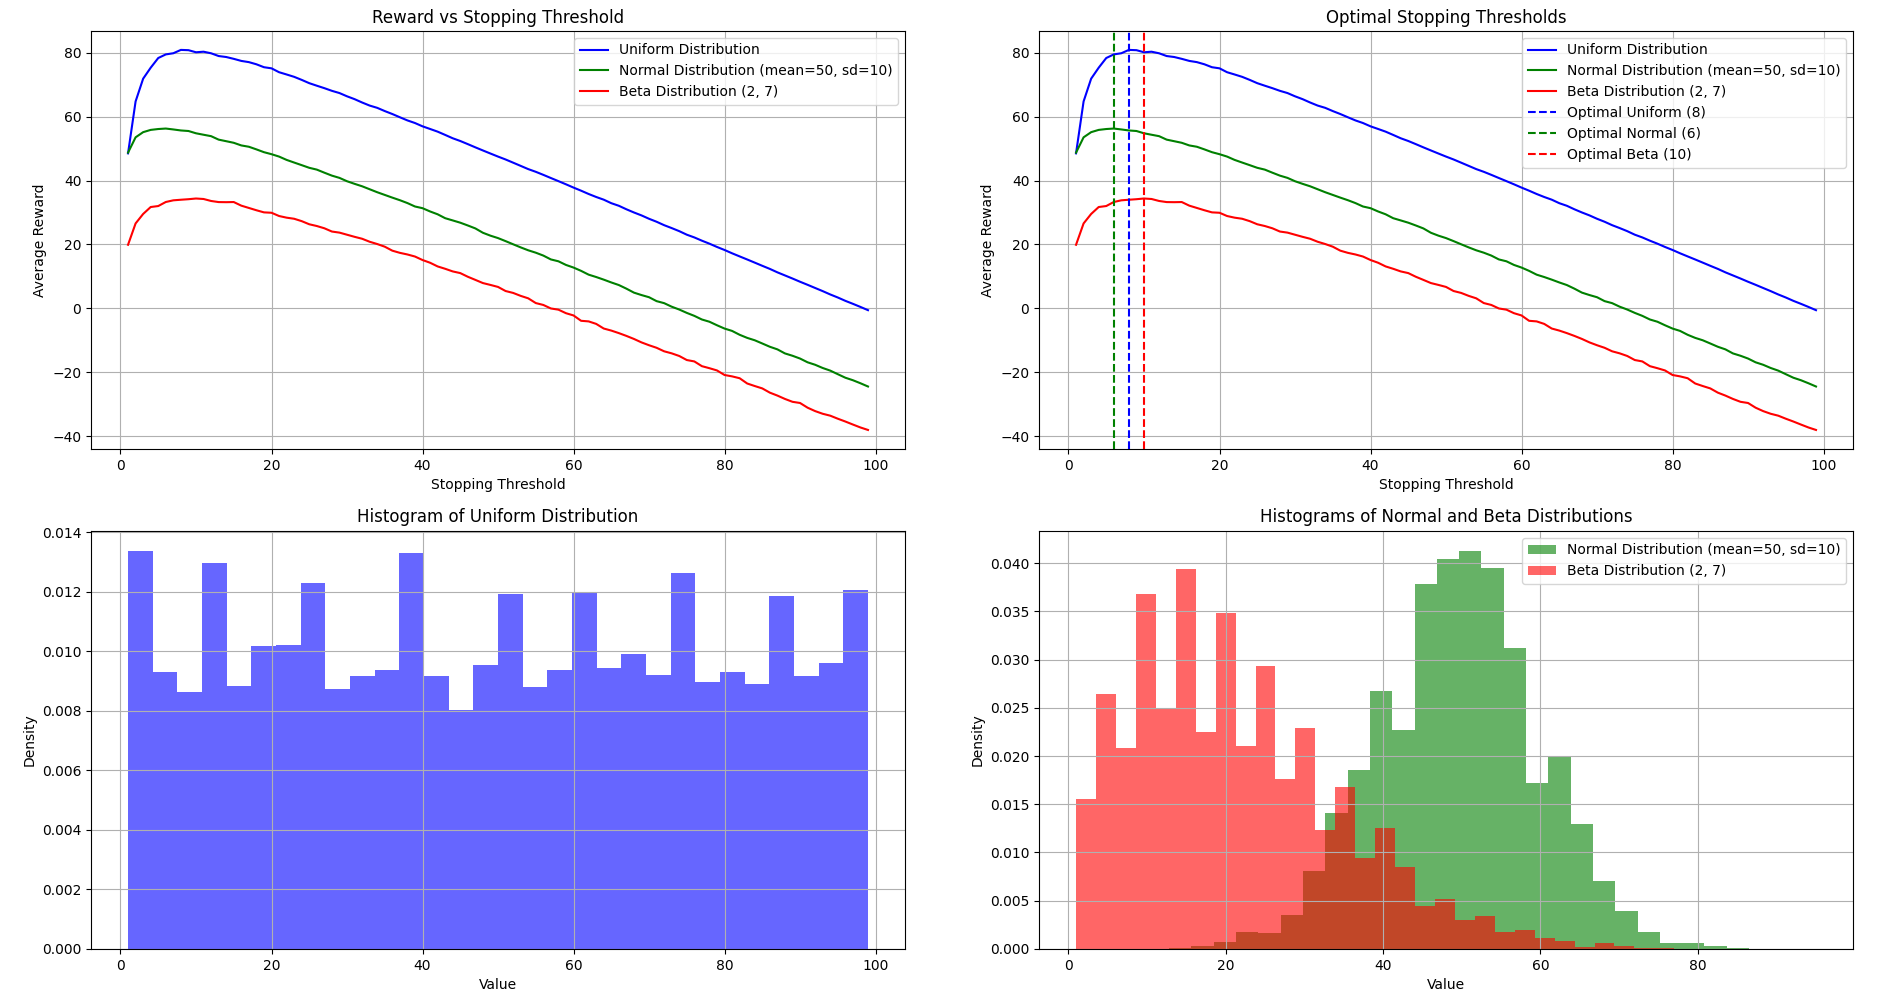 Reward vs Stopping Threshold
Uniform Distribution
Normal Distribution (mean=50, sd=10)
Beta Distribution (2, 7)
80
60
40
20
0
−20
−40
Average Reward
0 20 40 60 80 100
Stopping Threshold
Optimal Stopping Thresholds
Uniform Distribution
Normal Distribution (mean=50, sd=10)
Beta Distribution (2, 7)
Optimal Uniform (8)
Optimal Normal (6)
Optimal Beta (10)
80
60
40
20
0
−20
−40
Average Reward
0 20 40 60 80 100
Stopping Threshold
Histogram of Uniform Distribution
0.014
0.012
0.010
0.008
0.006
0.004
0.002
0.000
Density
0 20 40 60 80 100
Value
Histograms of Normal and Beta Distributions
Normal Distribution (mean=50, sd=10)
Beta Distribution (2, 7)
0.040
0.035
0.030
0.025
0.020
0.015
0.010
0.005
0.000
Density
0 20 40 60 80
Value